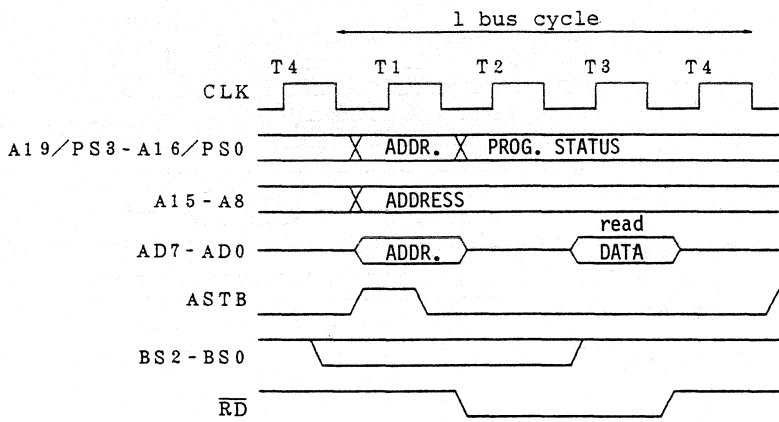 1 bus cycle
T4 T1 T2 T3 T4
CLK
A19/PS3-A16/PS0 ADDR. PROG. STATUS
A15-A8 ADDRESS
read
AD7-AD0 ADDR. DATA
ASTB
BS2-BS0
RD